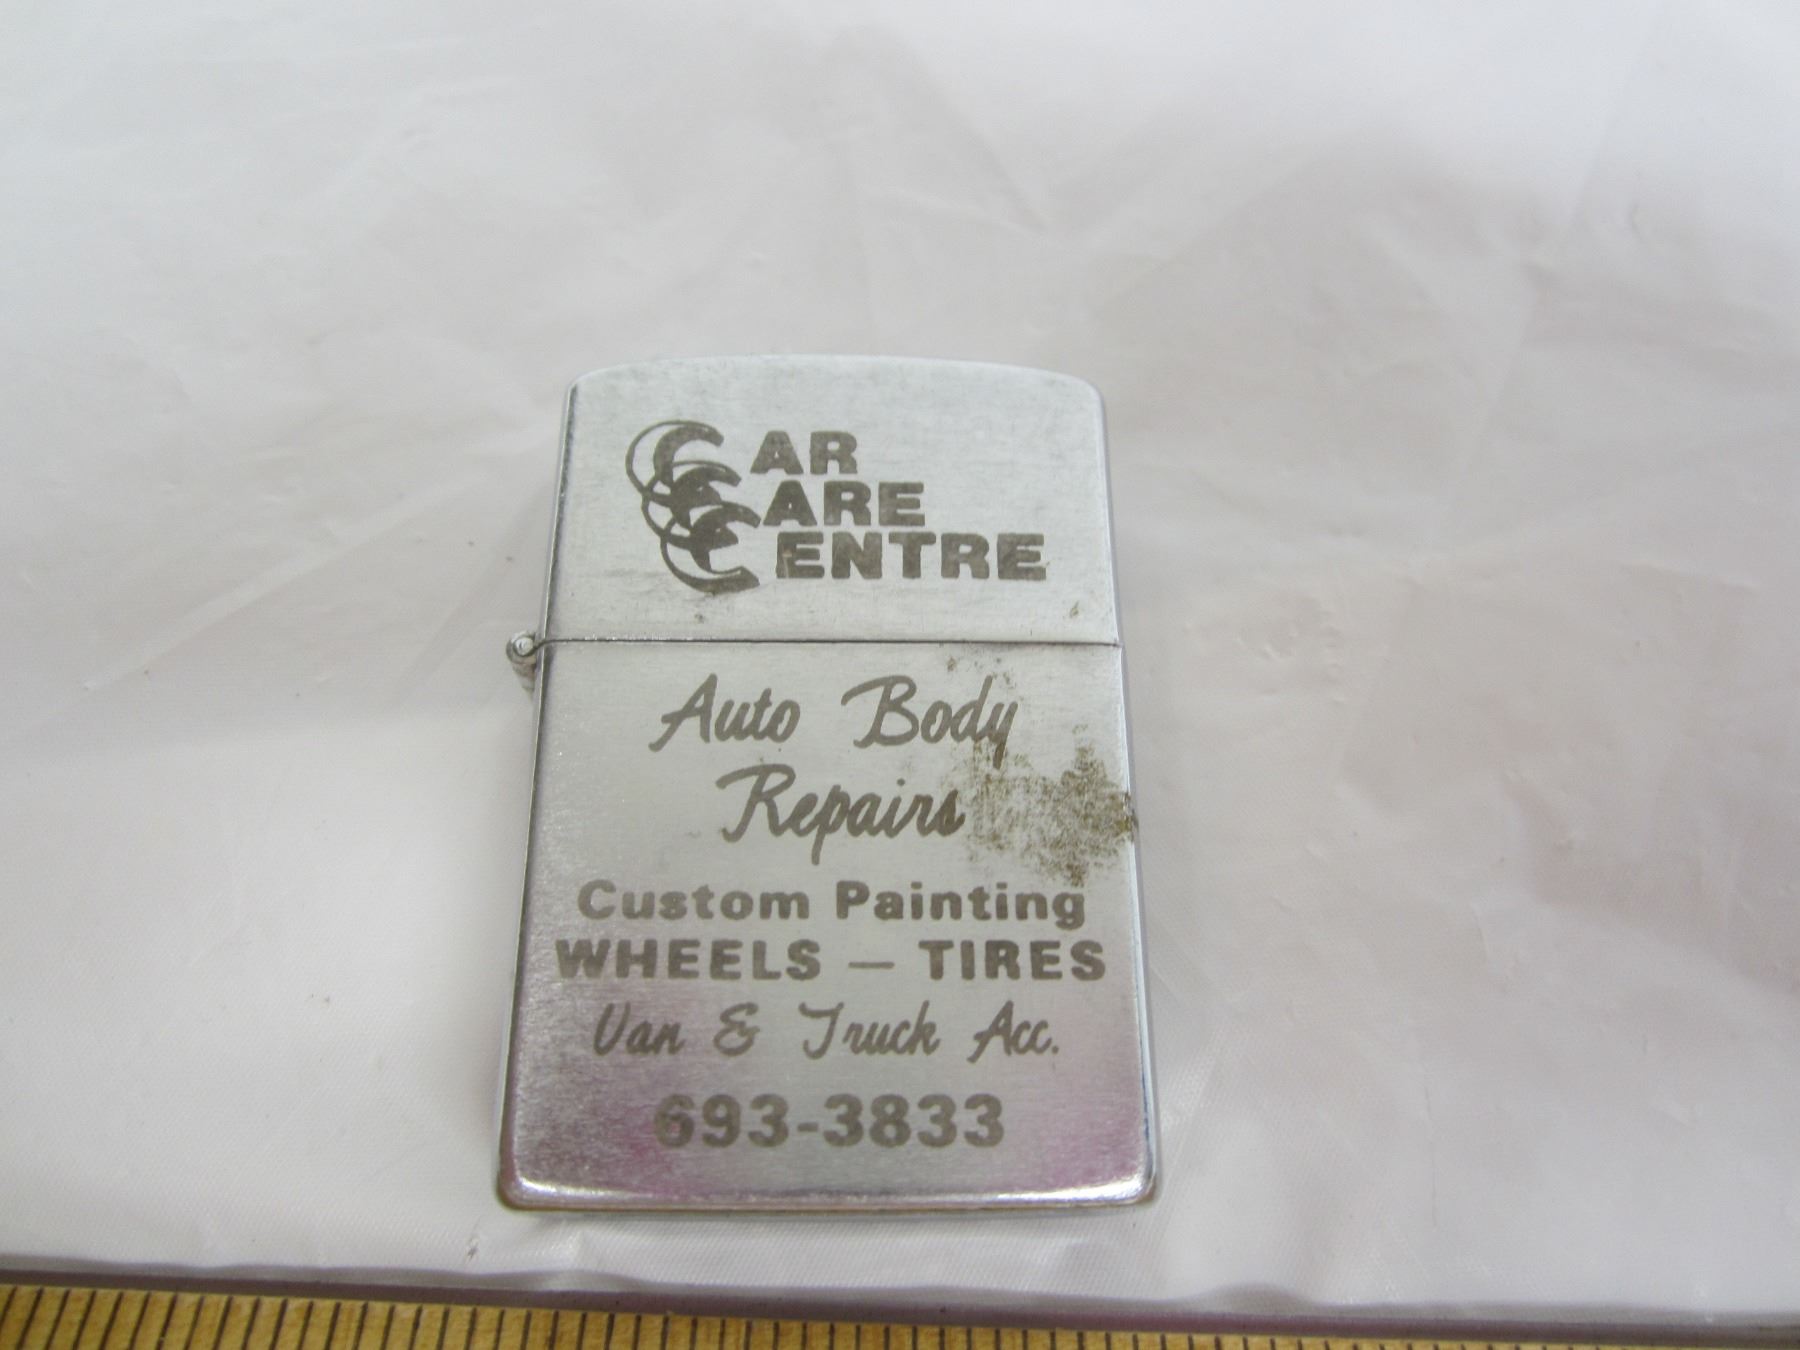 CAR
CARE
CENTRE
Auto Body
Repairs
Custom Painting
WHEELS — TIRES
Van & Truck Acc.
693-3833